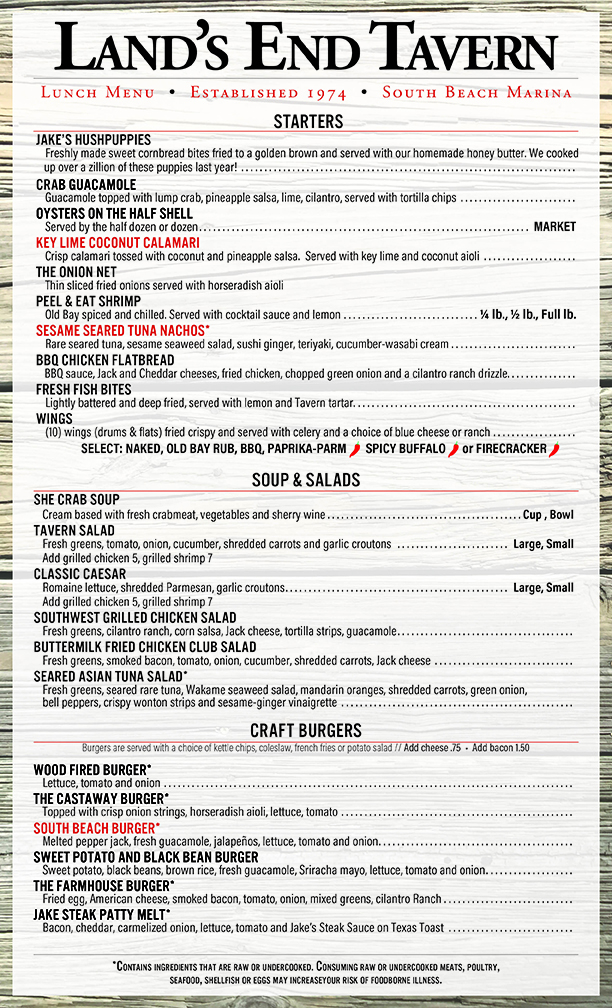 LAND'S END TAVERN
LUNCH MENU • ESTABLISHED 1974 • SOUTH BEACH MARINA
STARTERS
JAKE'S HUSHPUPPIES
Freshly made sweet cornbread bites fried to a golden brown and served with our homemade honey butter. We cooked
up over a zillion of these puppies last year!
CRAB GUACAMOLE
Guacamole topped with lump crab, pineapple salsa, lime, cilantro, served with tortilla chips
OYSTERS ON THE HALF SHELL
Served by the half dozen or dozen MARKET
KEY LIME COCONUT CALAMARI
Crisp calamari tossed with coconut and pineapple salsa. Served with key lime and coconut aioli
THE ONION NET
Thin sliced fried onions served with horseradish aioli
PEEL & EAT SHRIMP
Old Bay spiced and chilled. Served with cocktail sauce and lemon ¼ lb., ½ lb., Full lb.
SESAME SEARED TUNA NACHOS*
Rare seared tuna, sesame seaweed salad, sushi ginger, teriyaki, cucumber-wasabi cream
BBQ CHICKEN FLATBREAD
BBQ sauce, Jack and Cheddar cheeses, fried chicken, chopped green onion and a cilantro ranch drizzle.
FRESH FISH BITES
Lightly battered and deep fried, served with lemon and Tavern tartar.
WINGS
(10) wings (drums & flats) fried crispy and served with celery and a choice of blue cheese or ranch
SELECT: NAKED, OLD BAY RUB, BBQ, PAPRIKA-PARM SPICY BUFFALO or FIRECRACKER
SOUP & SALADS
SHE CRAB SOUP
Cream based with fresh crabmeat, vegetables and sherry wine Cup , Bowl
TAVERN SALAD
Fresh greens, tomato, onion, cucumber, shredded carrots and garlic croutons Large, Small
Add grilled chicken 5, grilled shrimp 7
CLASSIC CAESAR
Romaine lettuce, shredded Parmesan, garlic croutons Large, Small
Add grilled chicken 5, grilled shrimp 7
SOUTHWEST GRILLED CHICKEN SALAD
Fresh greens, cilantro ranch, corn salsa, Jack cheese, tortilla strips, guacamole
BUTTERMILK FRIED CHICKEN CLUB SALAD
Fresh greens, smoked bacon, tomato, onion, cucumber, shredded carrots, Jack cheese
SEARED ASIAN TUNA SALAD*
Fresh greens, seared rare tuna, Wakame seaweed salad, mandarin oranges, shredded carrots, green onion,
bell peppers, crispy wonton strips and sesame-ginger vinaigrette
CRAFT BURGERS
Burgers are served with a choice of kettle chips, coleslaw, french fries or potato salad // Add cheese .75 • Add bacon 1.50
WOOD FIRED BURGER*
Lettuce, tomato and onion
THE CASTAWAY BURGER*
Topped with crisp onion strings, horseradish aioli, lettuce, tomato
SOUTH BEACH BURGER*
Melted pepper jack, fresh guacamole, jalapeños, lettuce, tomato and onion.
SWEET POTATO AND BLACK BEAN BURGER
Sweet potato, black beans, brown rice, fresh guacamole, Sriracha mayo, lettuce, tomato and onion.
THE FARMHOUSE BURGER*
Fried egg, American cheese, smoked bacon, tomato, onion, mixed greens, cilantro Ranch
JAKE STEAK PATTY MELT*
Bacon, cheddar, carmelized onion, lettuce, tomato and Jake's Steak Sauce on Texas Toast
*CONTAINS INGREDIENTS THAT ARE RAW OR UNDERCOOKED. CONSUMING RAW OR UNDERCOOKED MEATS, POULTRY,
SEAFOOD, SHELLFISH OR EGGS MAY INCREASEYOUR RISK OF FOODBORNE ILLNESS.